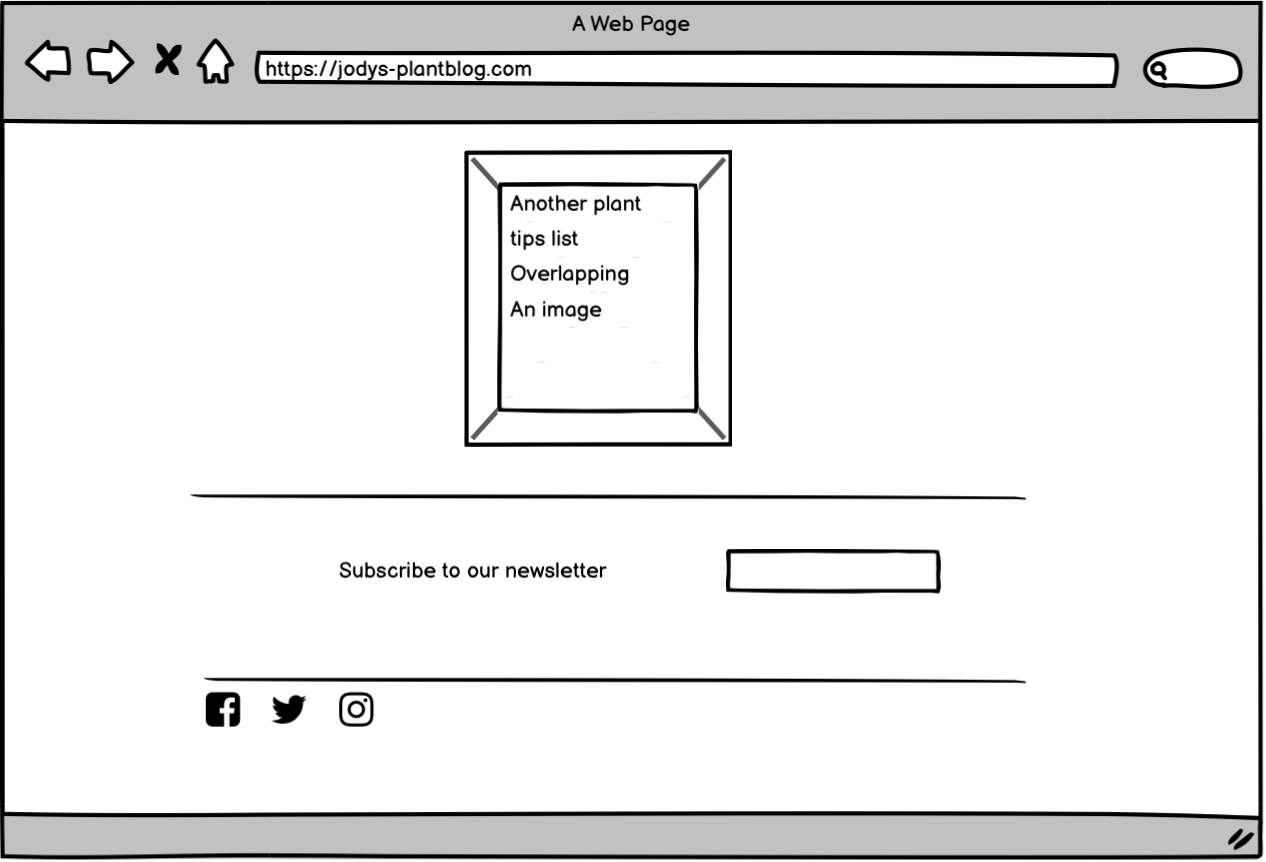 A Web Page
https://jodys-plantblog.com
Another plant
tips list
Overlapping
An image
Subscribe to our newsletter